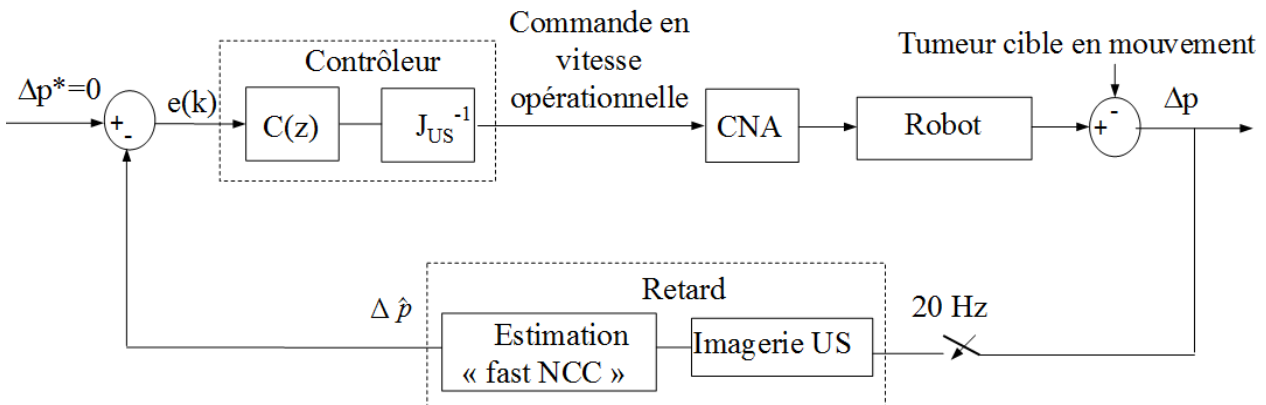 Commande en
vitesse
opérationnelle
Tumeur cible en mouvement
Contrôleur
Δp*=0
e(k)
Δp
+
-
C(z)
J_US^-1
CNA
Robot
+
-
Retard
20 Hz
Δ p̂
Estimation
« fast NCC »
Imagerie US